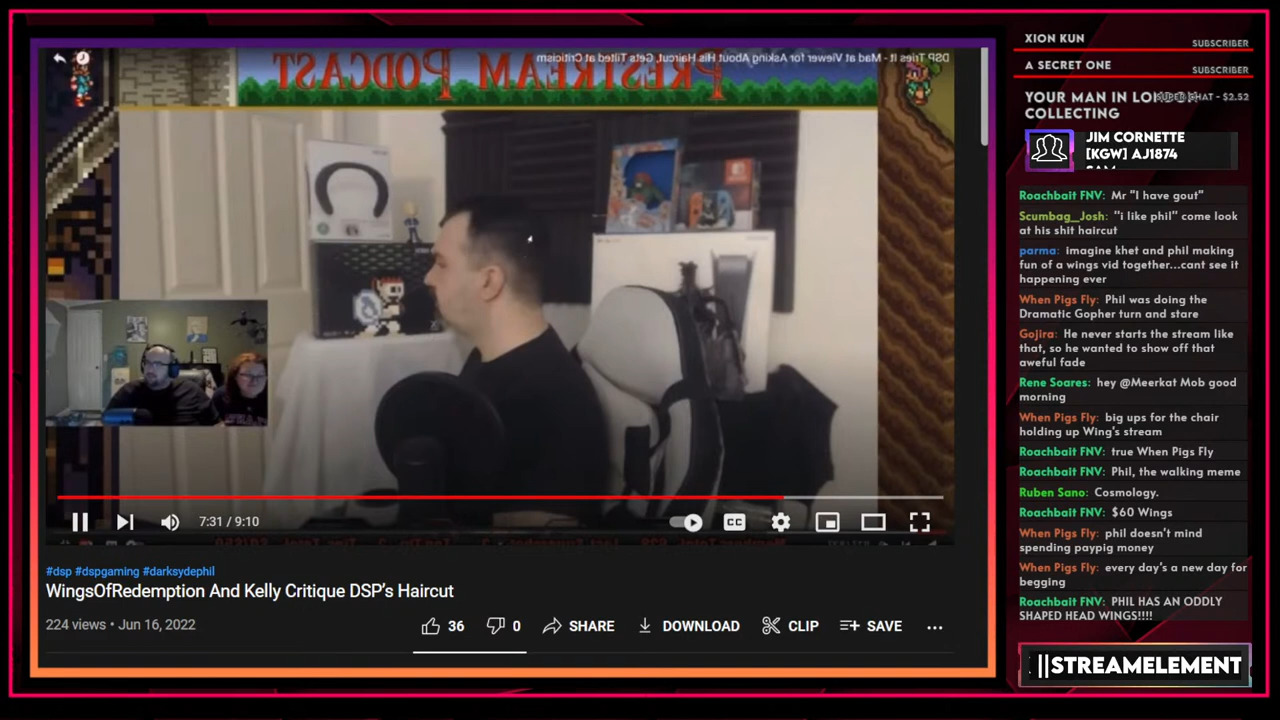 DSP Tries It - Mad at Viewer for Asking About His Haircut, Gets Tilted at Criticism
PRESTREAM PODCAST
7:31 / 9:10
CC
#dsp #dspgaming #darksydephil
WingsOfRedemption And Kelly Critique DSP's Haircut
224 views • Jun 16, 2022
36
0
SHARE
DOWNLOAD
CLIP
SAVE
XION KUN
SUBSCRIBER
A SECRET ONE
SUBSCRIBER
YOUR MAN IN
SUPER CHAT - $2.52
COLLECTING
JIM CORNETTE
[KGW] AJ1874
Roachbait FNV: Mr "I have gout"
Scumbag_Josh: "i like phil" come look
at his shit haircut
parma: imagine khet and phil making
fun of a wings vid together...cant see it
happening ever
When Pigs Fly: Phil was doing the
Dramatic Gopher turn and stare
Gojira: He never starts the stream like
that, so he wanted to show off that
aweful fade
Rene Soares: hey @Meerkat Mob good
morning
When Pigs Fly: big ups for the chair
holding up Wing's stream
Roachbait FNV: true When Pigs Fly
Roachbait FNV: Phil, the walking meme
Ruben Sano: Cosmology.
Roachbait FNV: $60 Wings
When Pigs Fly: phil doesn't mind
spending paypig money
When Pigs Fly: every day's a new day for
begging
Roachbait FNV: PHIL HAS AN ODDLY
SHAPED HEAD WINGS!!!!
||STREAMELEMENT